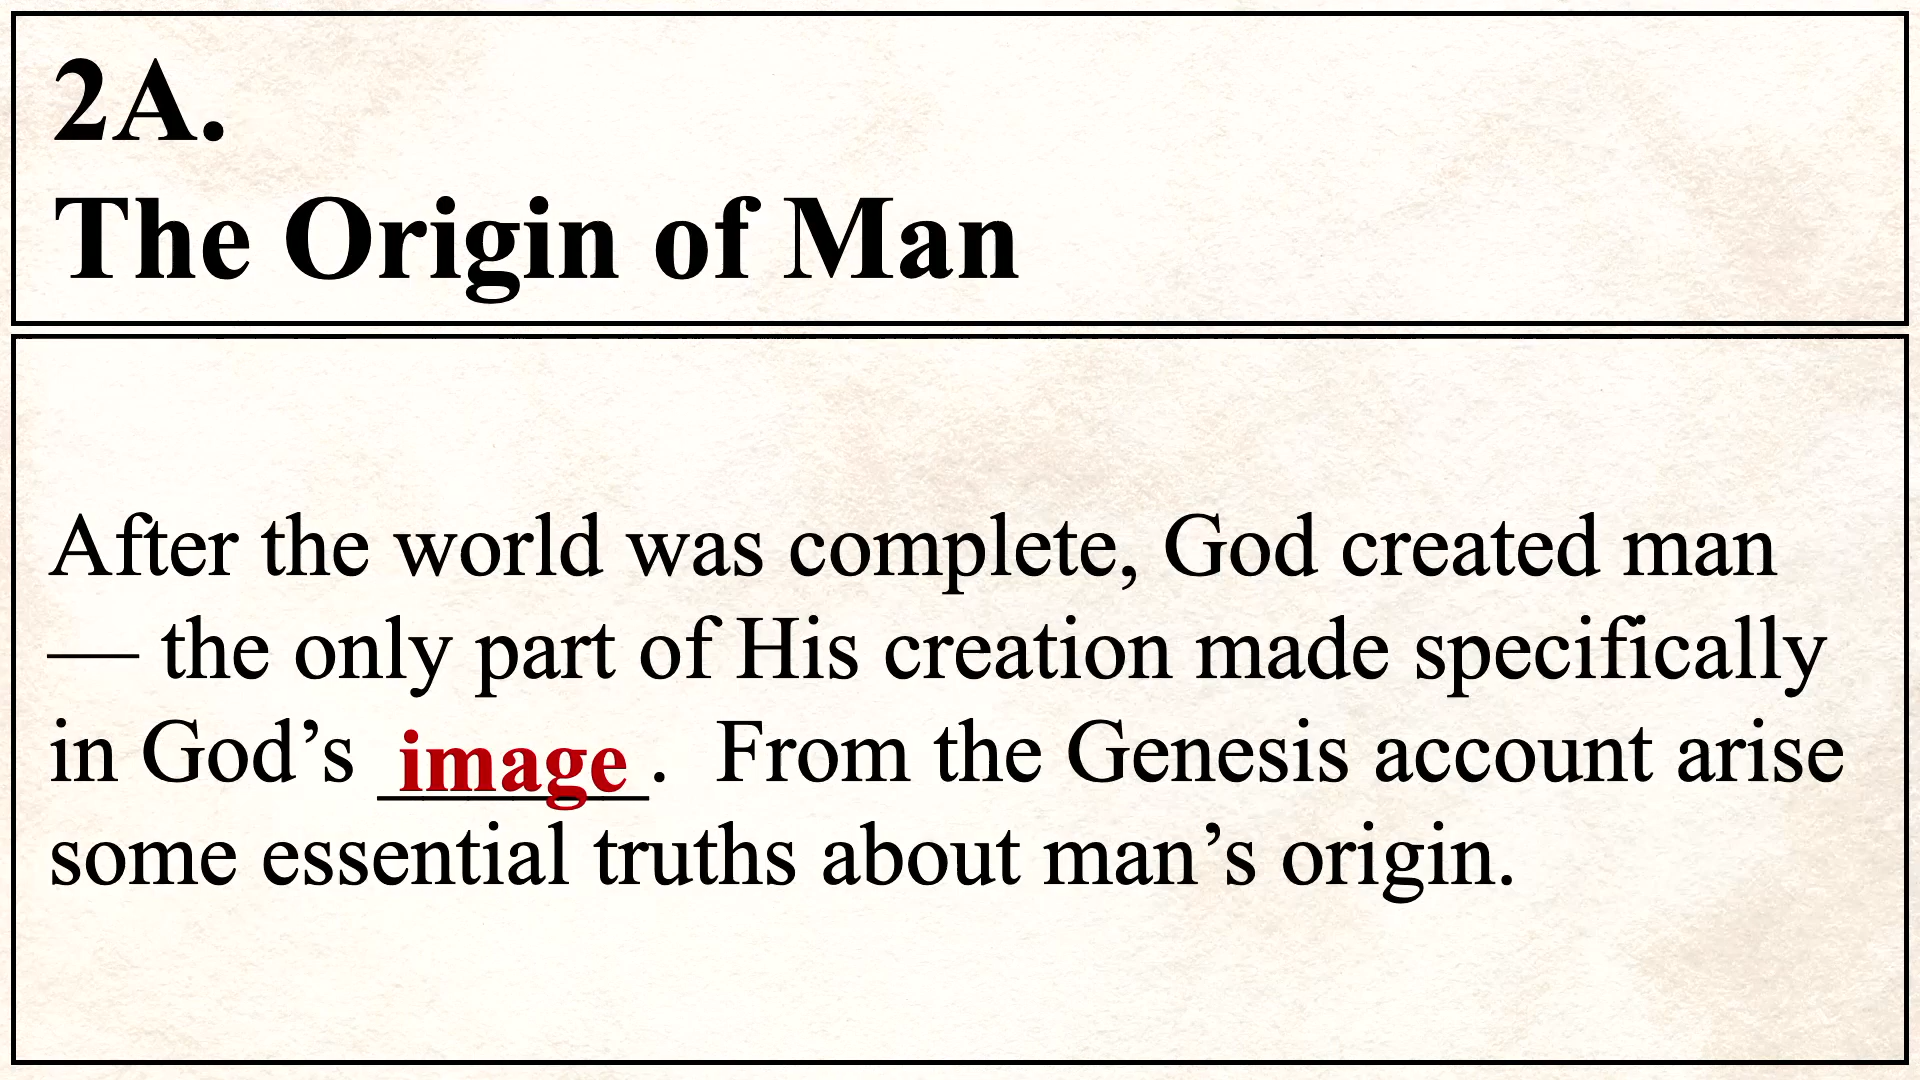 2A.
The Origin of Man
After the world was complete, God created man
— the only part of His creation made specifically
in God’s image.  From the Genesis account arise
some essential truths about man’s origin.